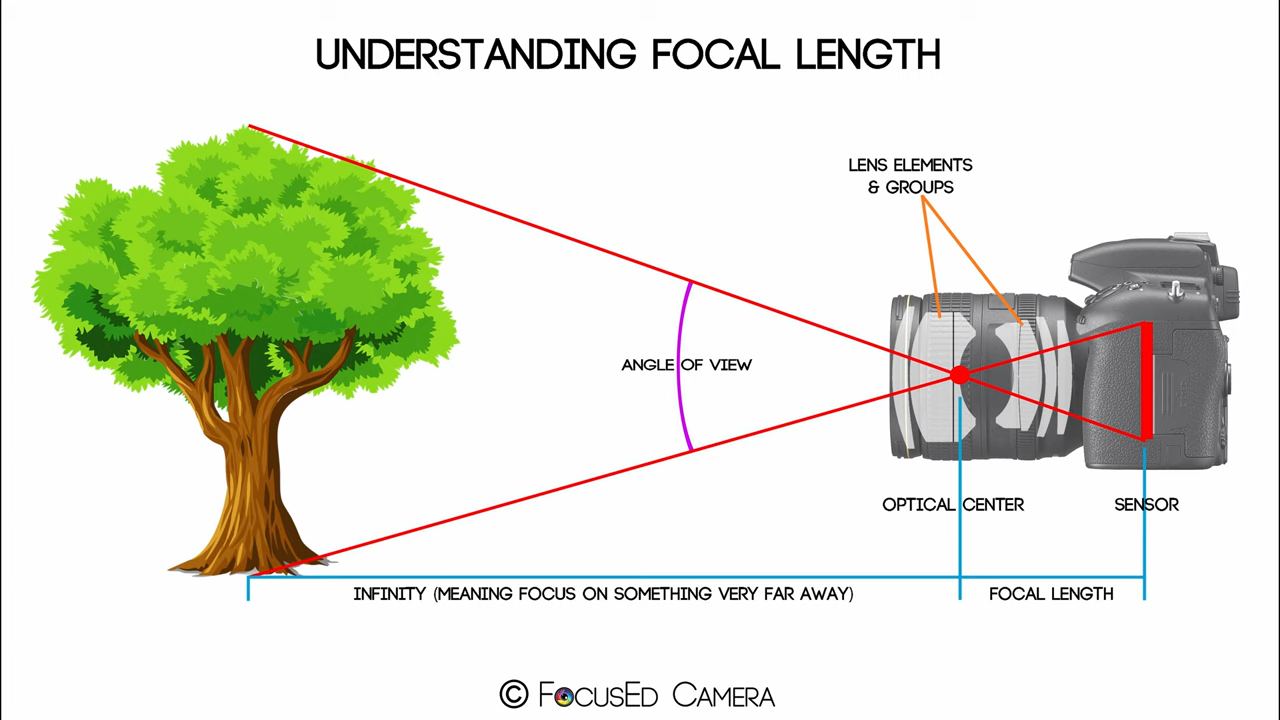 UNDERSTANDING FOCAL LENGTH
LENS ELEMENTS
& GROUPS
ANGLE OF VIEW
OPTICAL CENTER
SENSOR
INFINITY (MEANING FOCUS ON SOMETHING VERY FAR AWAY)
FOCAL LENGTH
© FOCUSED CAMERA